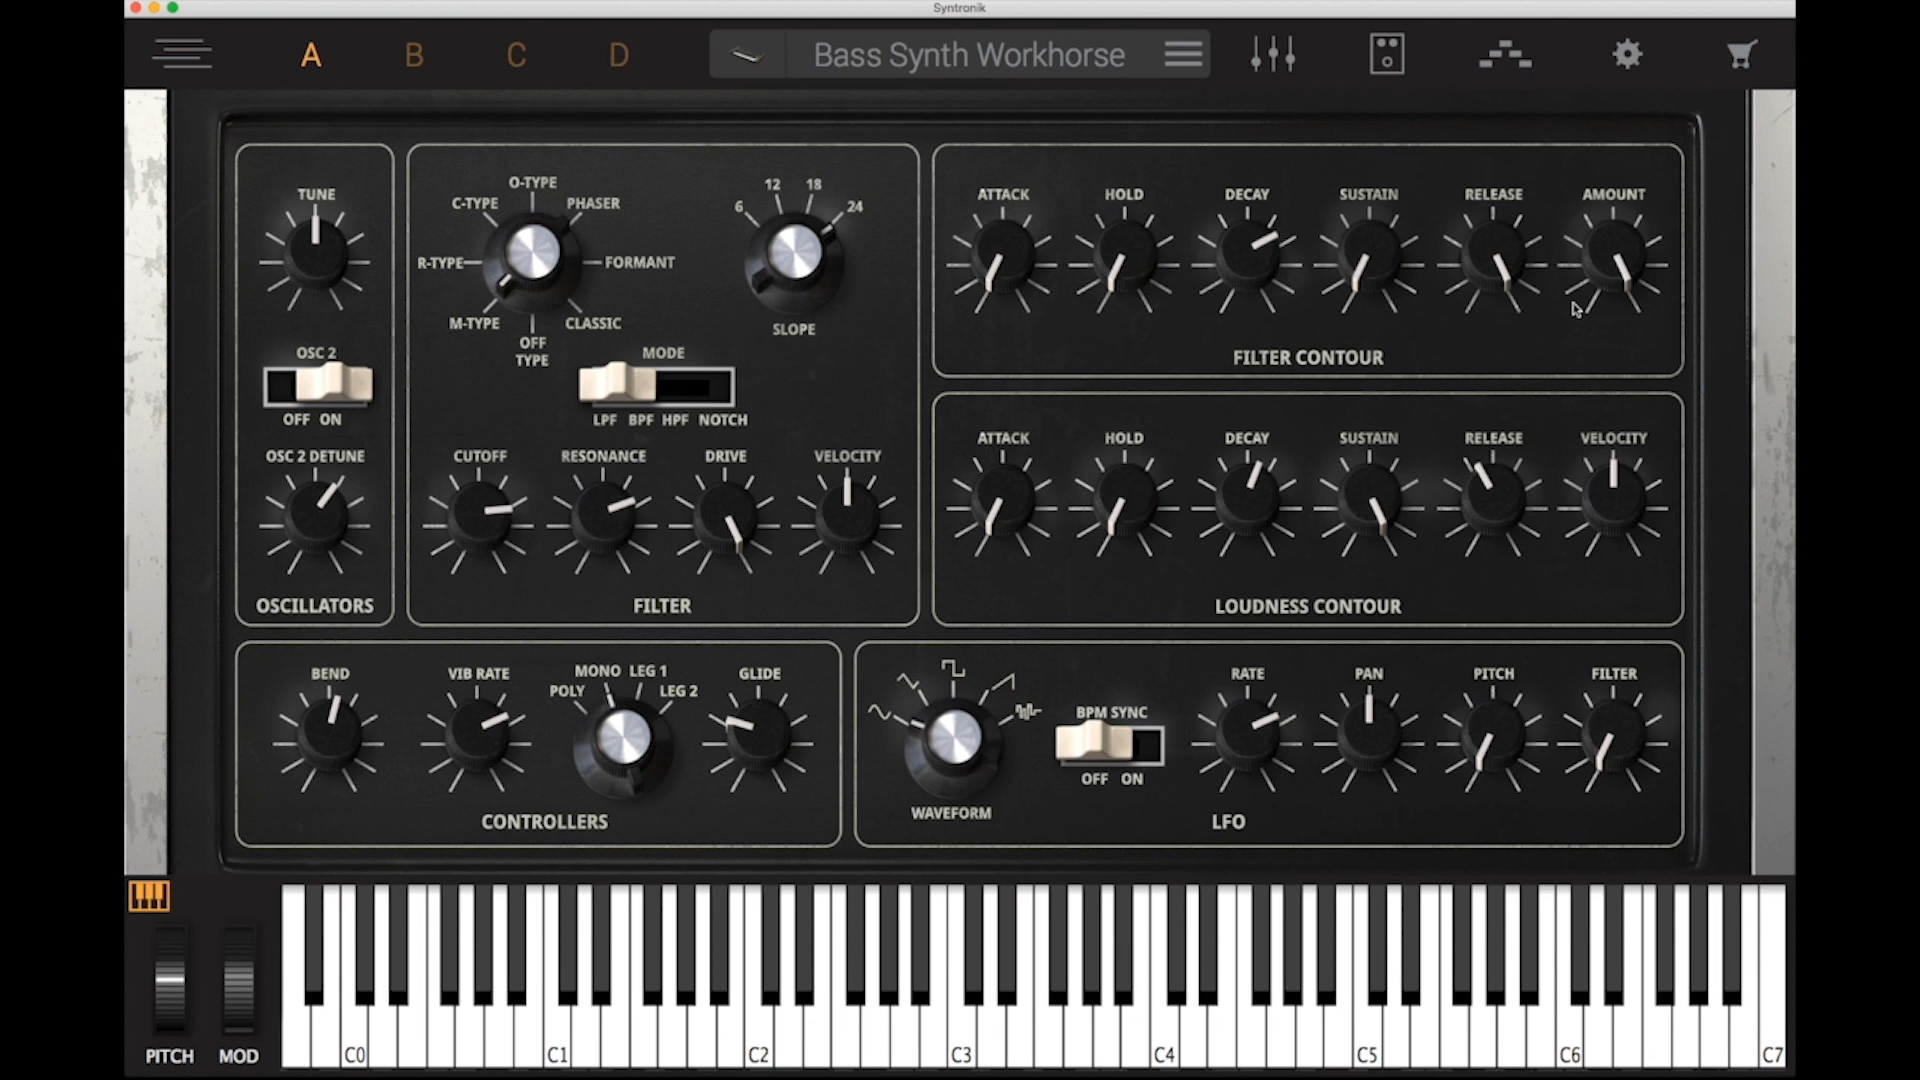 Syntronik
A B C D Bass Synth Workhorse
TUNE
OSC 2
OFF ON
OSC 2 DETUNE
OSCILLATORS
O-TYPE
C-TYPE PHASER
R-TYPE FORMANT
M-TYPE CLASSIC
OFF
TYPE
12 18
6 24
SLOPE
MODE
LPF BPF HPF NOTCH
CUTOFF RESONANCE DRIVE VELOCITY
FILTER
ATTACK HOLD DECAY SUSTAIN RELEASE AMOUNT
FILTER CONTOUR
ATTACK HOLD DECAY SUSTAIN RELEASE VELOCITY
LOUDNESS CONTOUR
BEND VIB RATE
MONO LEG 1
POLY LEG 2
GLIDE
CONTROLLERS
WAVEFORM
BPM SYNC
OFF ON
RATE PAN PITCH FILTER
LFO
PITCH MOD
C0 C1 C2 C3 C4 C5 C6 C7